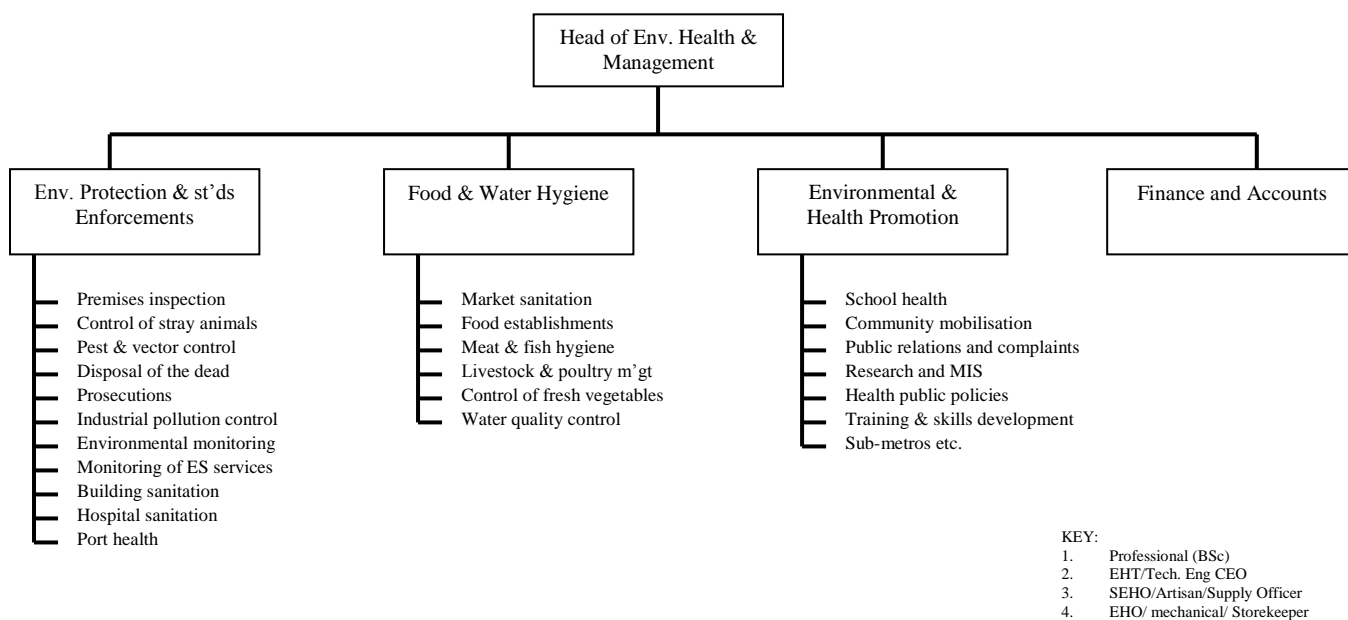 Head of Env. Health &
Management
Env. Protection & st’ds
Enforcements
Food & Water Hygiene
Environmental &
Health Promotion
Finance and Accounts
Premises inspection
Control of stray animals
Pest & vector control
Disposal of the dead
Prosecutions
Industrial pollution control
Environmental monitoring
Monitoring of ES services
Building sanitation
Hospital sanitation
Port health
Market sanitation
Food establishments
Meat & fish hygiene
Livestock & poultry m’gt
Control of fresh vegetables
Water quality control
School health
Community mobilisation
Public relations and complaints
Research and MIS
Health public policies
Training & skills development
Sub-metros etc.
KEY:
1. Professional (BSc)
2. EHT/Tech. Eng CEO
3. SEHO/Artisan/Supply Officer
4. EHO/ mechanical/ Storekeeper